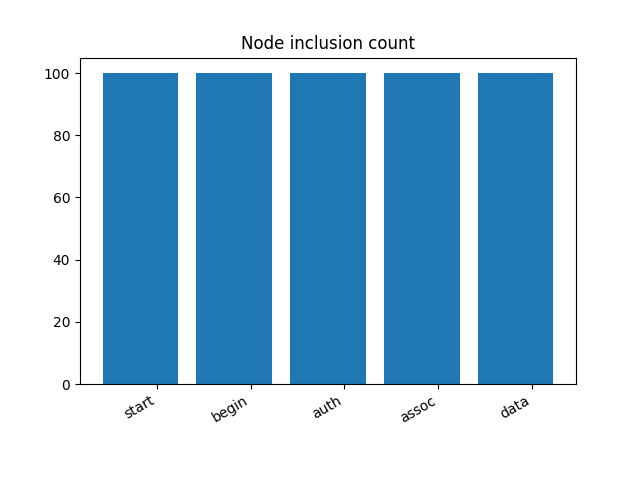 Node inclusion count
100
80
60
40
20
0
start
begin
auth
assoc
data